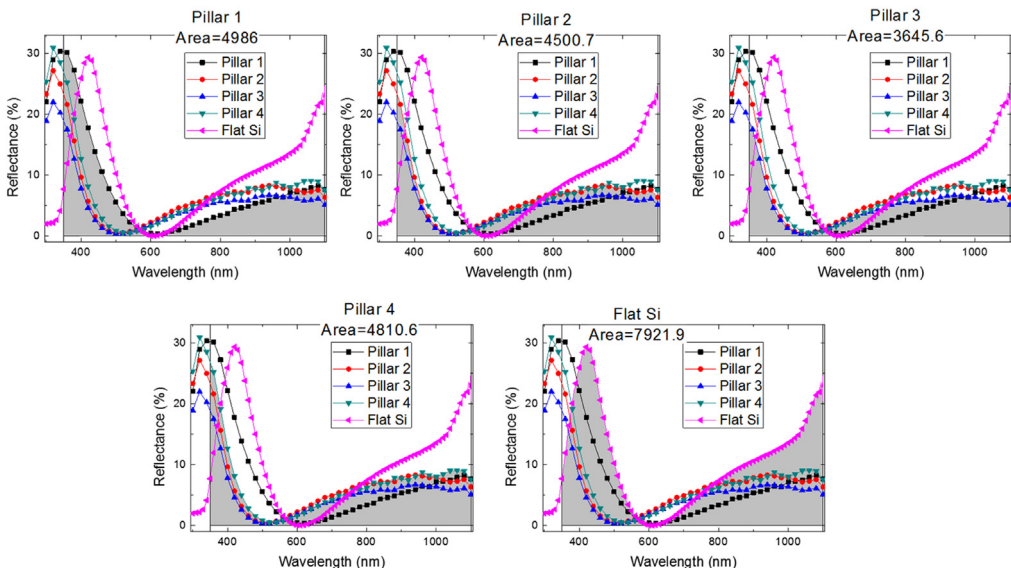 Pillar 1
Area=4986
Pillar 1
Pillar 2
Pillar 3
Pillar 4
Flat Si
30
20
10
0
Reflectance (%)
400
600
800
1000
Wavelength (nm)
Pillar 2
Area=4500.7
Pillar 1
Pillar 2
Pillar 3
Pillar 4
Flat Si
30
20
10
0
Reflectance (%)
400
600
800
1000
Wavelength (nm)
Pillar 3
Area=3645.6
Pillar 1
Pillar 2
Pillar 3
Pillar 4
Flat Si
30
20
10
0
Reflectance (%)
400
600
800
1000
Wavelength (nm)
Pillar 4
Area=4810.6
Pillar 1
Pillar 2
Pillar 3
Pillar 4
Flat Si
30
20
10
0
Reflectance (%)
400
600
800
1000
Wavelength (nm)
Flat Si
Area=7921.9
Pillar 1
Pillar 2
Pillar 3
Pillar 4
Flat Si
30
20
10
0
Reflectance (%)
400
600
800
1000
Wavelength (nm)